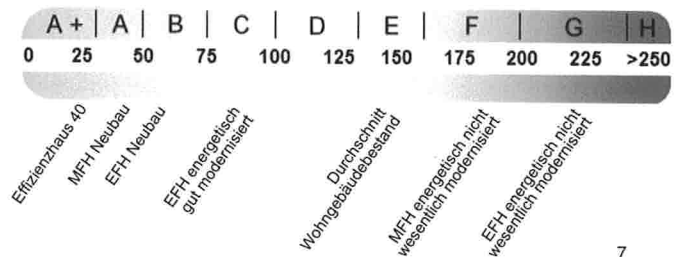 A+ | A | B | C | D | E | F | G | H
0 25 50 75 100 125 150 175 200 225 >250
Effizienzhaus 40
MFH Neubau
EFH Neubau
EFH energetisch
gut modernisiert
Durchschnitt
Wohngebäudebestand
MFH energetisch nicht
wesentlich modernisiert
EFH energetisch nicht
wesentlich modernisiert
7